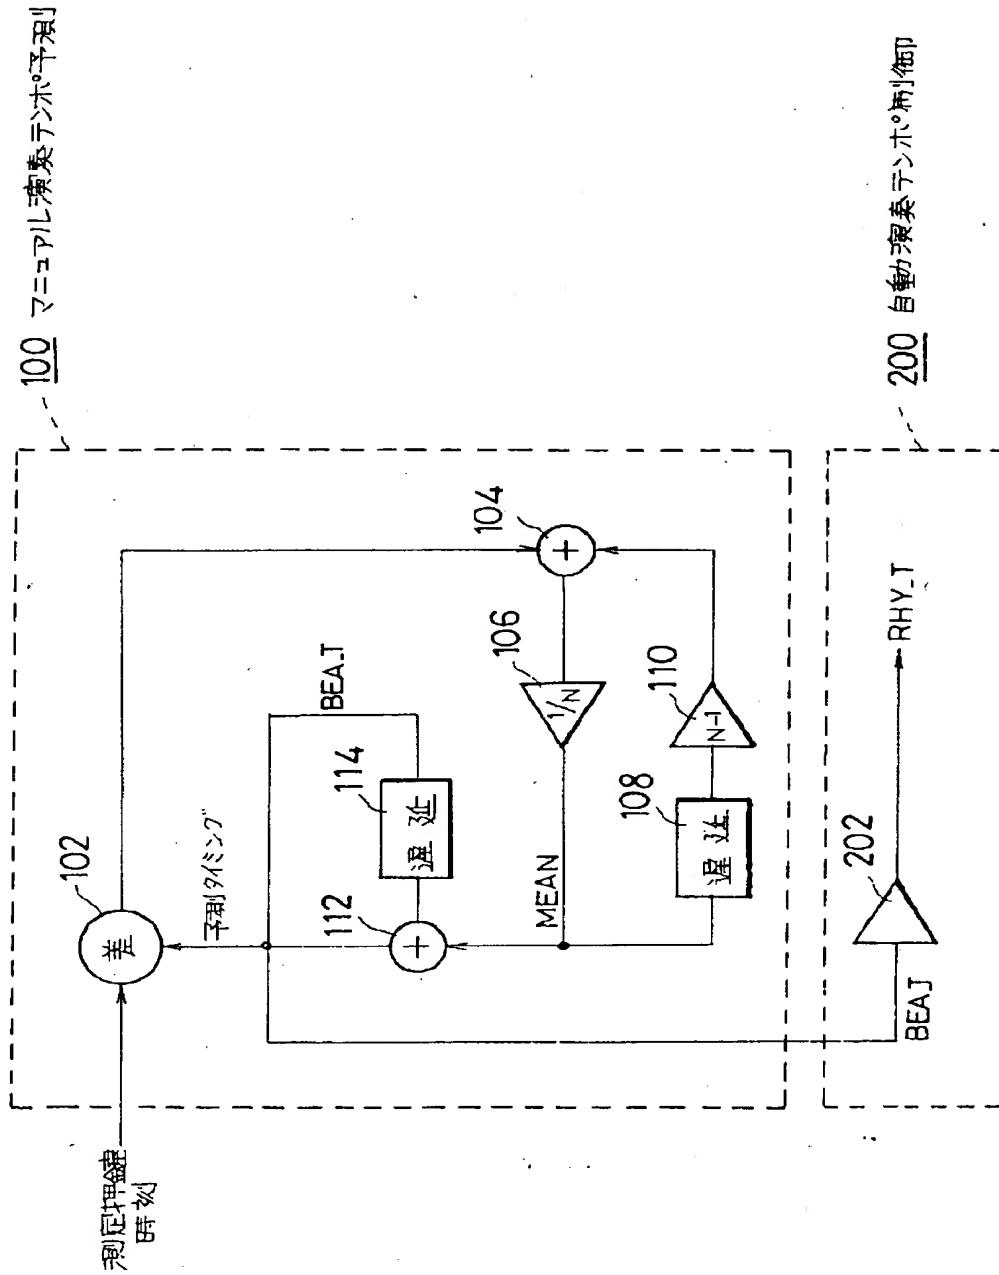 100 マニュアル演奏テンポ予測
102
差
測定押鍵
時刻
予測タイミング
BEA_T
114
遅延
112
+
104
+
106
1/N
MEAN
108
遅延
110
N-1
200 自動演奏テンポ制御
202
BEA_T
RHY_T